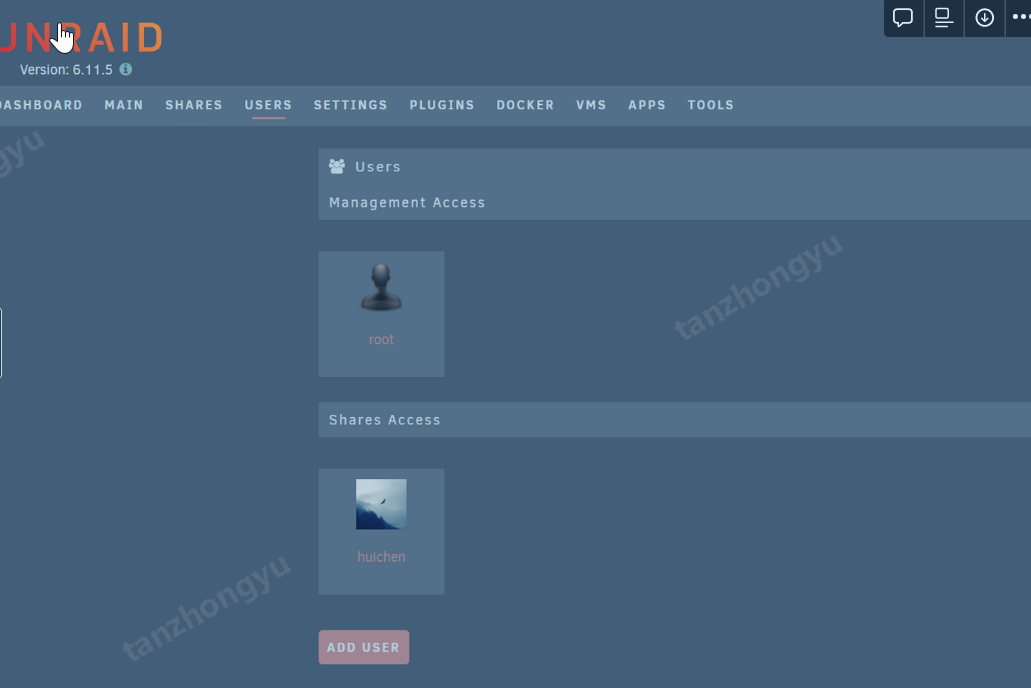 UNRAID
Version: 6.11.5
DASHBOARD MAIN SHARES USERS SETTINGS PLUGINS DOCKER VMS APPS TOOLS
gyu
Users
Management Access
tanzhongyu
root
Shares Access
huichen
tanzhongyu
ADD USER